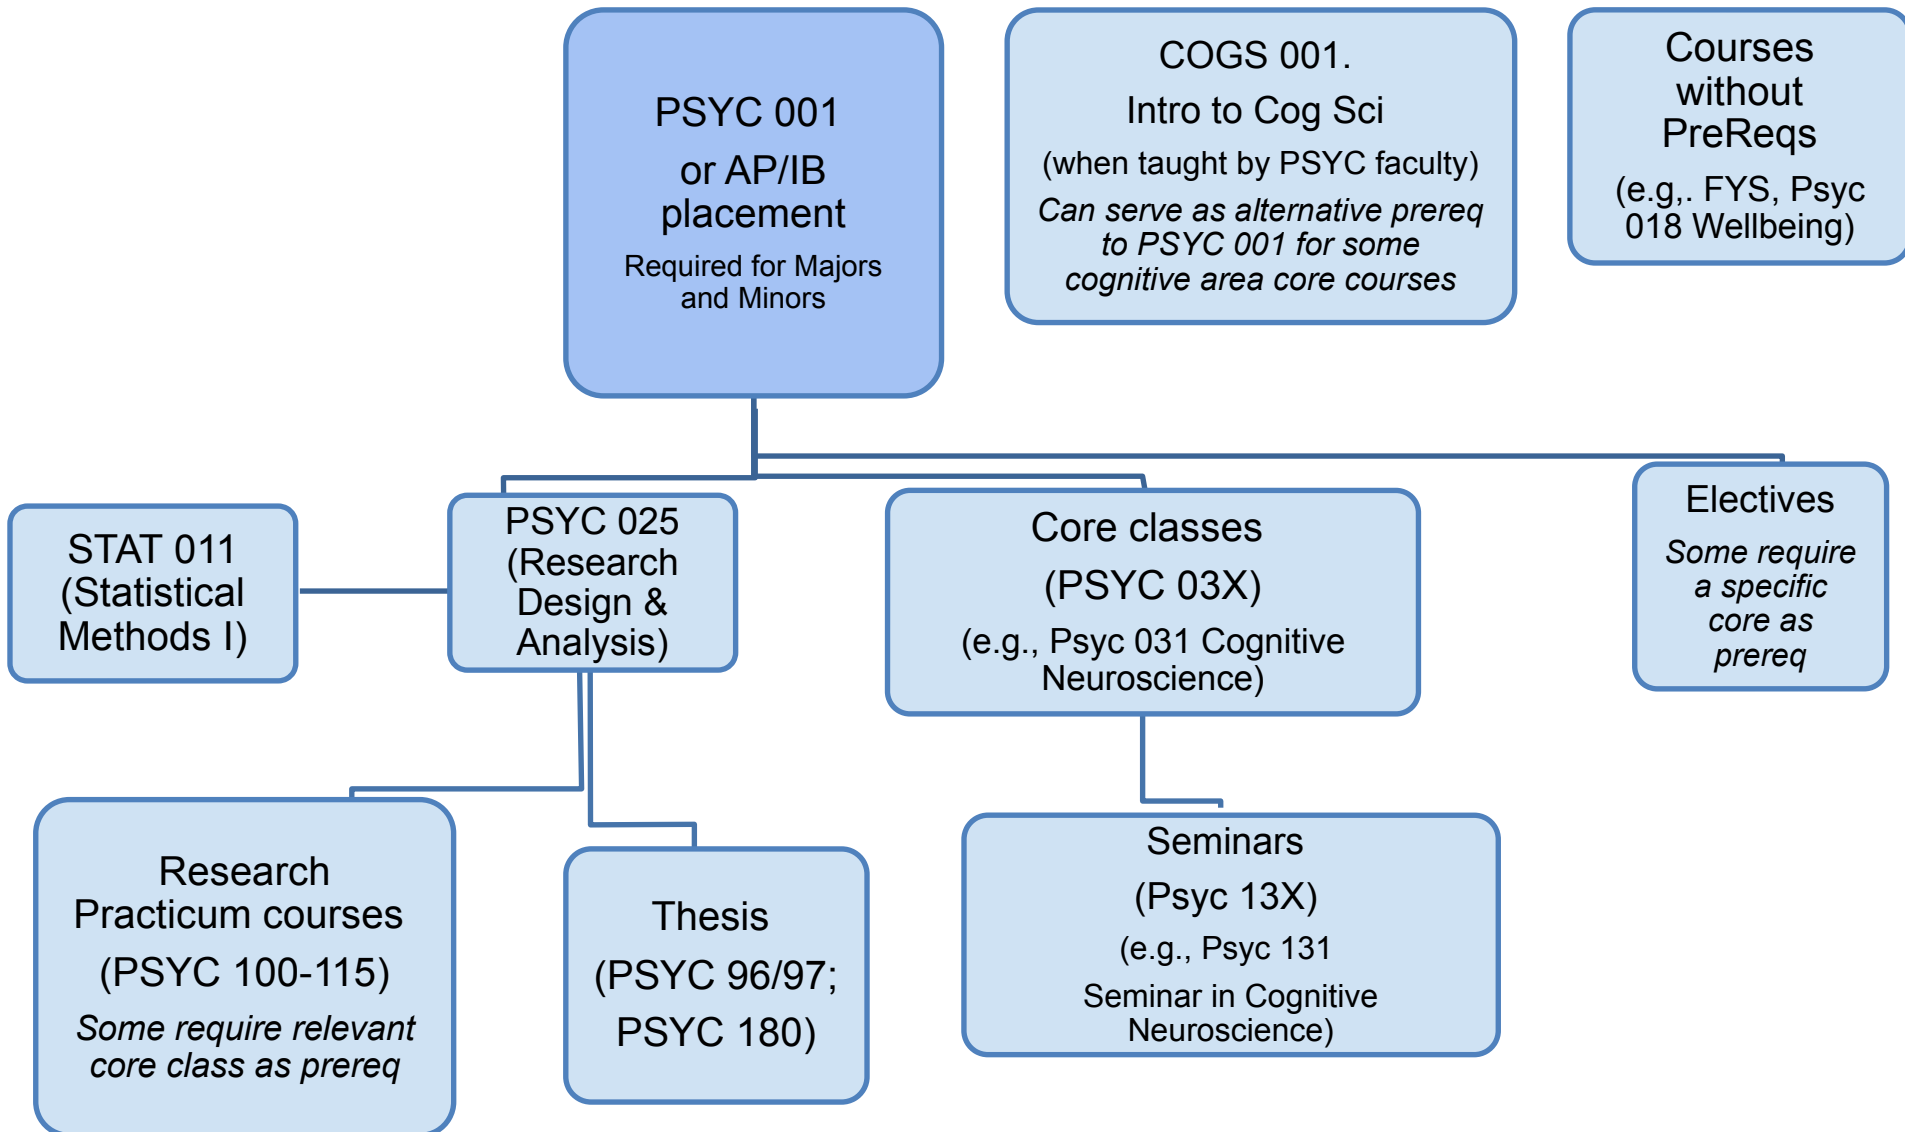 PSYC 001
or AP/IB
placement
Required for Majors
and Minors
COGS 001.
Intro to Cog Sci
(when taught by PSYC faculty)
Can serve as alternative prereq
to PSYC 001 for some
cognitive area core courses
Courses
without
PreReqs
(e.g,. FYS, Psyc
018 Wellbeing)
STAT 011
(Statistical
Methods I)
PSYC 025
(Research
Design &
Analysis)
Core classes
(PSYC 03X)
(e.g., Psyc 031 Cognitive
Neuroscience)
Electives
Some require
a specific
core as
prereq
Research
Practicum courses
(PSYC 100-115)
Some require relevant
core class as prereq
Thesis
(PSYC 96/97;
PSYC 180)
Seminars
(Psyc 13X)
(e.g., Psyc 131
Seminar in Cognitive
Neuroscience)